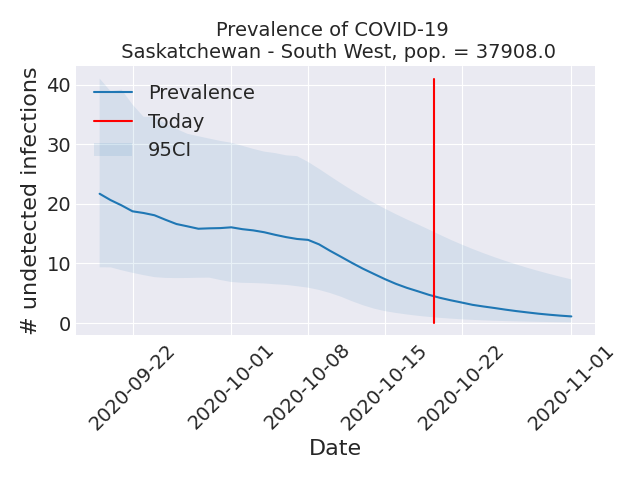 Prevalence of COVID-19
Saskatchewan - South West, pop. = 37908.0
# undetected infections
40
30
20
10
0
Prevalence
Today
95CI
2020-09-22
2020-10-01
2020-10-08
2020-10-15
2020-10-22
2020-11-01
Date